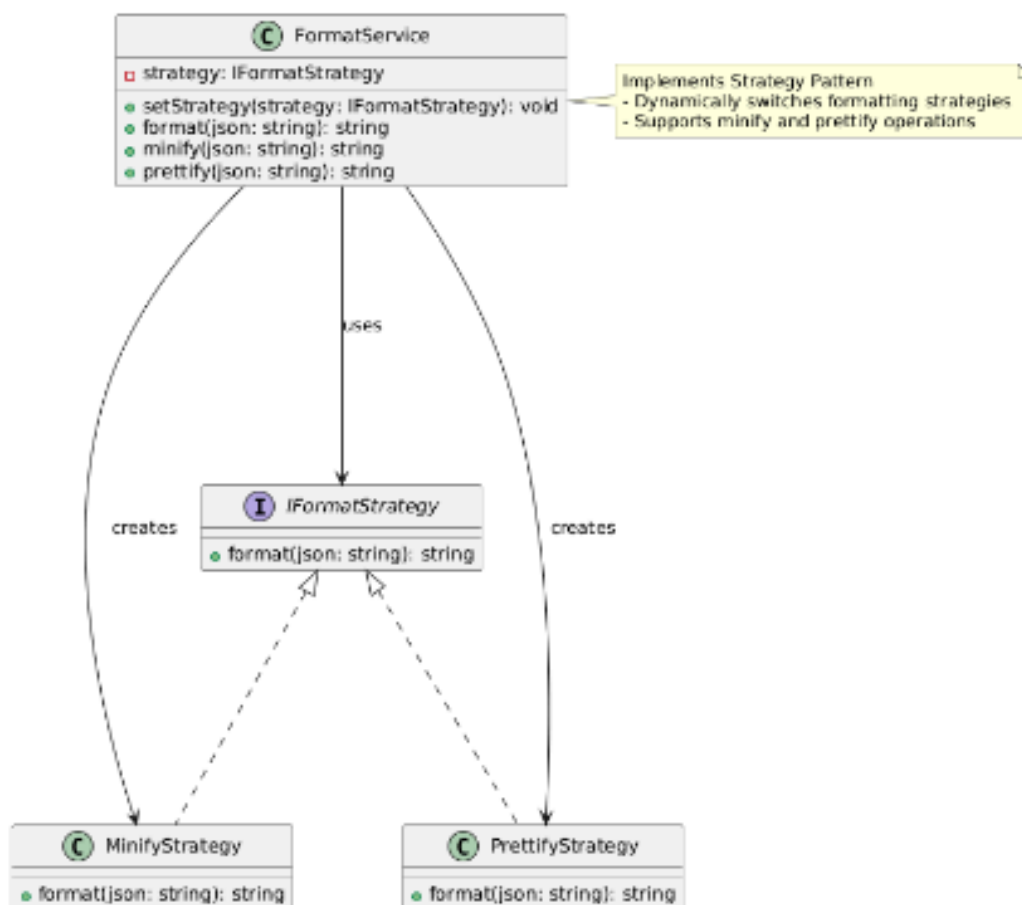 C FormatService
strategy: IFormatStrategy
setStrategy(strategy: IFormatStrategy): void
format(json: string): string
minify(json: string): string
prettify(json: string): string
Implements Strategy Pattern
- Dynamically switches formatting strategies
- Supports minify and prettify operations
uses
creates
creates
I IFormatStrategy
format(json: string): string
C MinifyStrategy
format(json: string): string
C PrettifyStrategy
format(json: string): string